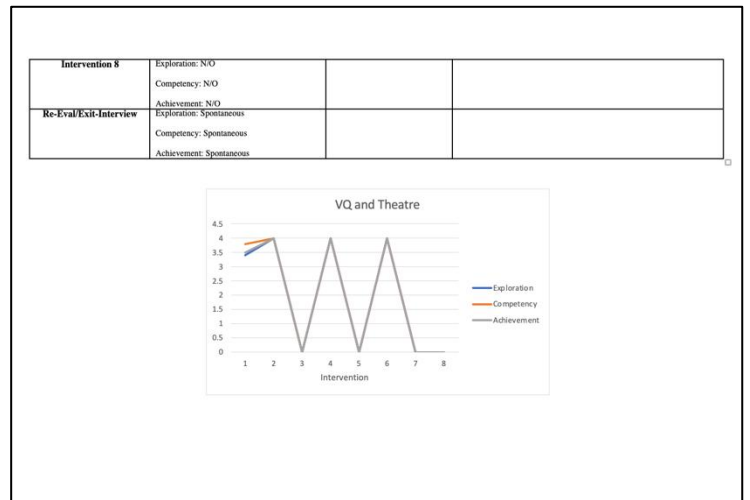 Intervention 8
Exploration: N/O
Competency: N/O
Achievement: N/O
Re-Eval/Exit-Interview
Exploration: Spontaneous
Competency: Spontaneous
Achievement: Spontaneous
VQ and Theatre
4.5
4
3.5
3
2.5
2
1.5
1
0.5
0
1 2 3 4 5 6 7 8
Intervention
Exploration
Competency
Achievement